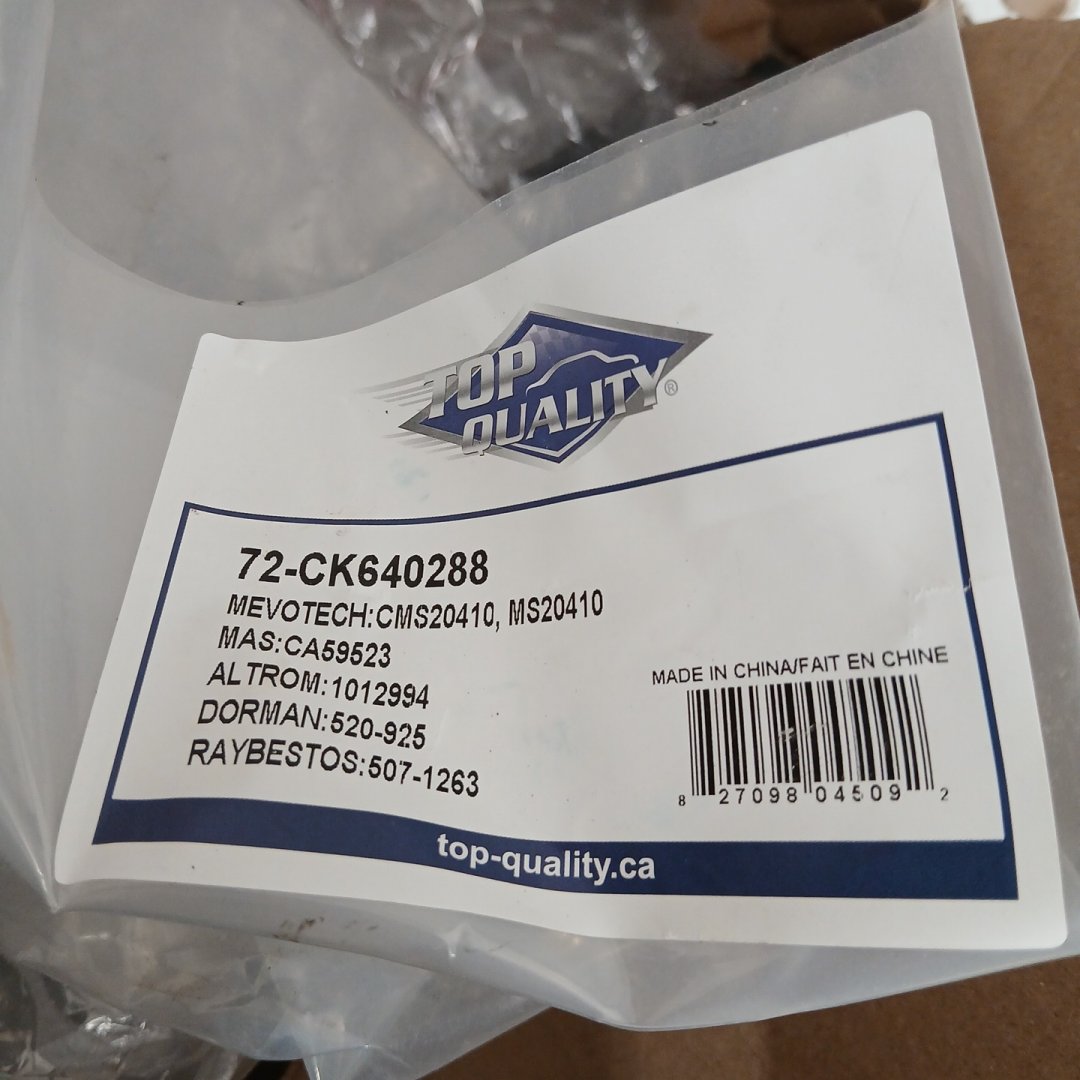 TOP
QUALITY®
72-CK640288
MEVOTECH:CMS20410, MS20410
MAS:CA59523
ALTROM:1012994
DORMAN:520-925
RAYBESTOS:507-1263
MADE IN CHINA/FAIT EN CHINE
8 27098 04509 2
top-quality.ca